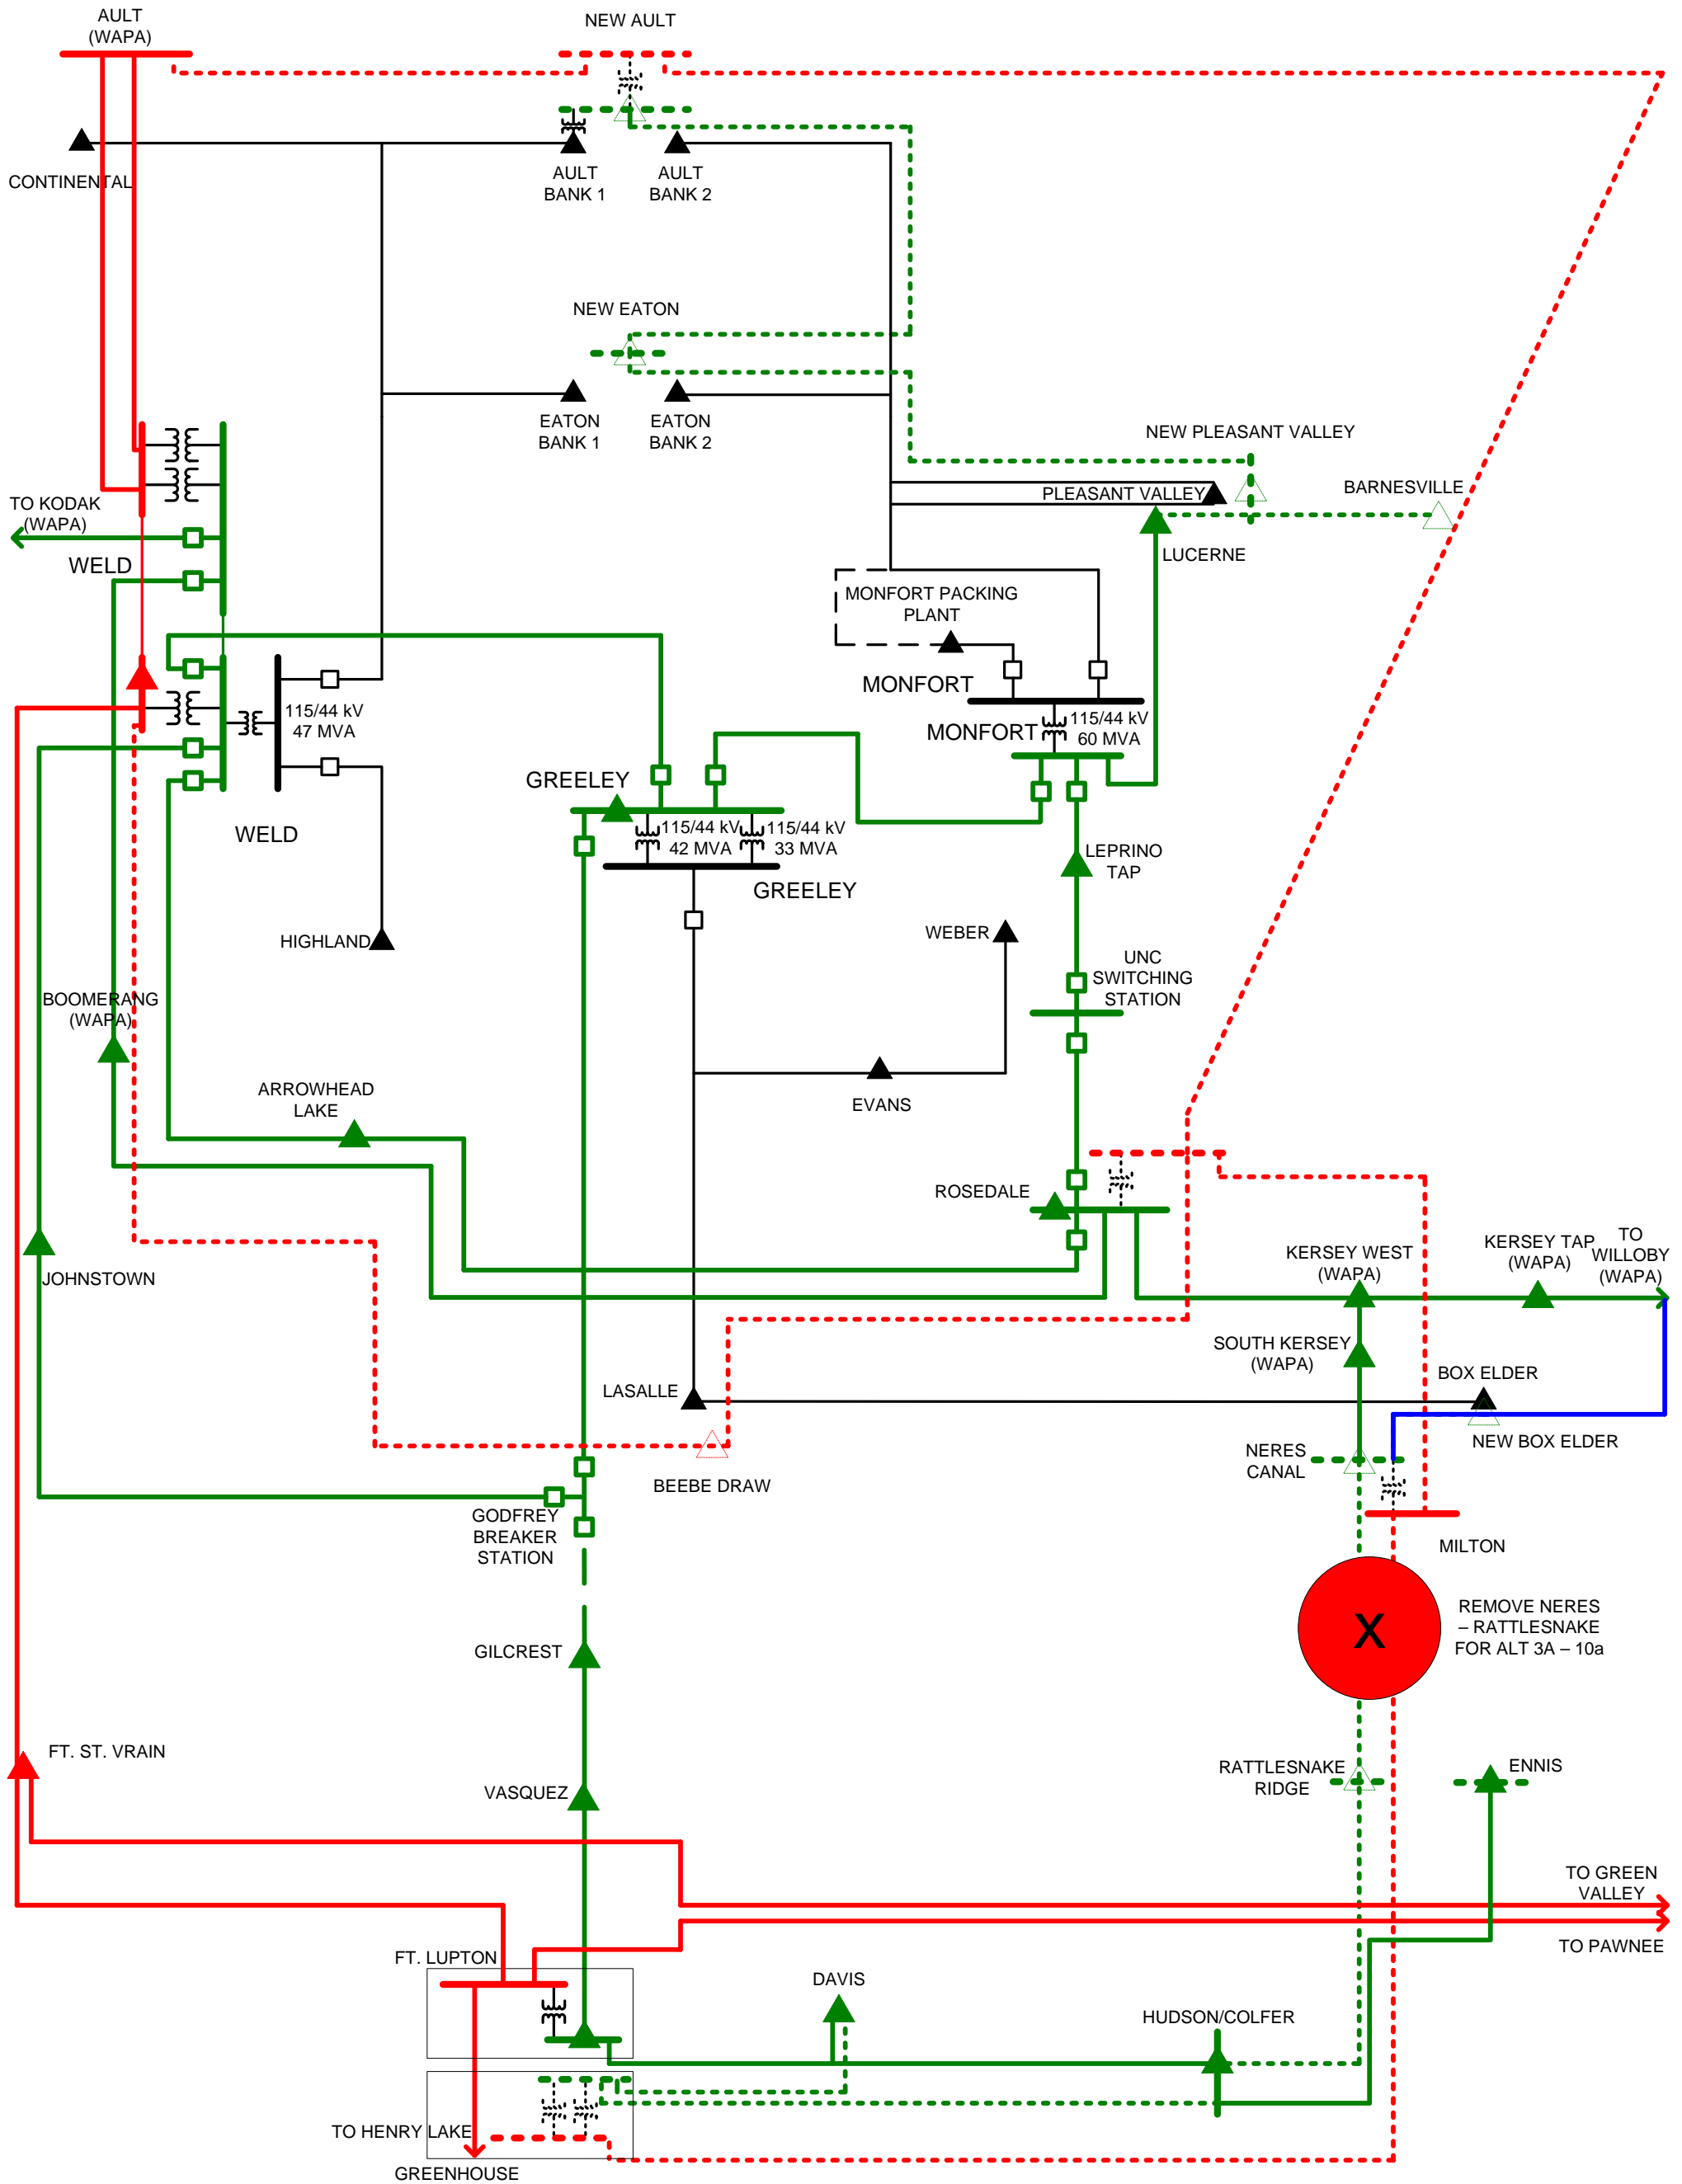 AULT
(WAPA)
NEW AULT
CONTINENTAL
AULT
BANK 1
AULT
BANK 2
NEW EATON
EATON
BANK 1
EATON
BANK 2
NEW PLEASANT VALLEY
PLEASANT VALLEY
BARNESVILLE
LUCERNE
TO KODAK
(WAPA)
WELD
MONFORT PACKING
PLANT
MONFORT
115/44 kV
47 MVA
MONFORT
115/44 kV
60 MVA
WELD
GREELEY
115/44 kV
42 MVA
115/44 kV
33 MVA
GREELEY
LEPRINO
TAP
HIGHLAND
WEBER
UNC
SWITCHING
STATION
BOOMERANG
(WAPA)
ARROWHEAD
LAKE
EVANS
ROSEDALE
JOHNSTOWN
KERSEY WEST
(WAPA)
KERSEY TAP
(WAPA)
TO
WILLOBY
(WAPA)
SOUTH KERSEY
(WAPA)
LASALLE
BOX ELDER
NEW BOX ELDER
NERES
CANAL
BEEBE DRAW
GODFREY
BREAKER
STATION
MILTON
X
REMOVE NERES
– RATTLESNAKE
FOR ALT 3A – 10a
GILCREST
FT. ST. VRAIN
VASQUEZ
RATTLESNAKE
RIDGE
ENNIS
TO GREEN
VALLEY
TO PAWNEE
FT. LUPTON
DAVIS
HUDSON/COLFER
TO HENRY LAKE
GREENHOUSE